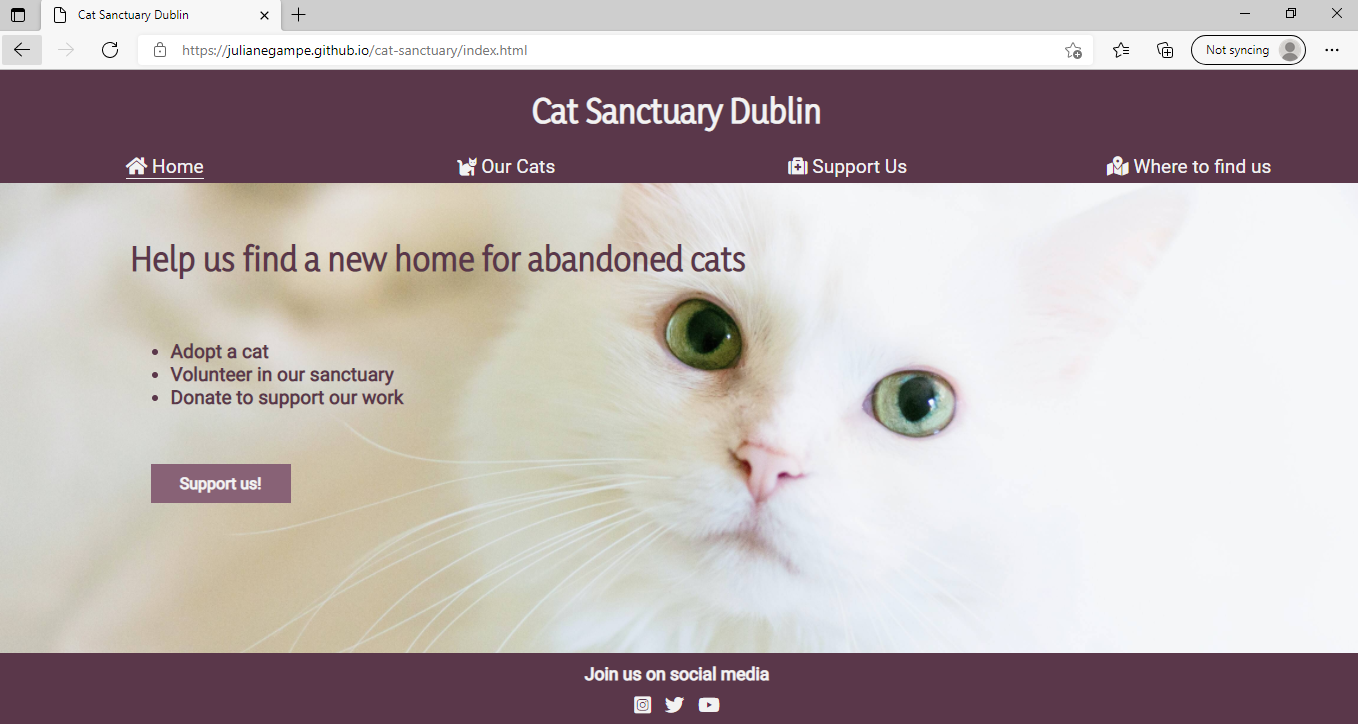 Cat Sanctuary Dublin
https://julianegampe.github.io/cat-sanctuary/index.html
Not syncing
Cat Sanctuary Dublin
Home
Our Cats
Support Us
Where to find us
Help us find a new home for abandoned cats
Adopt a cat
Volunteer in our sanctuary
Donate to support our work
Support us!
Join us on social media